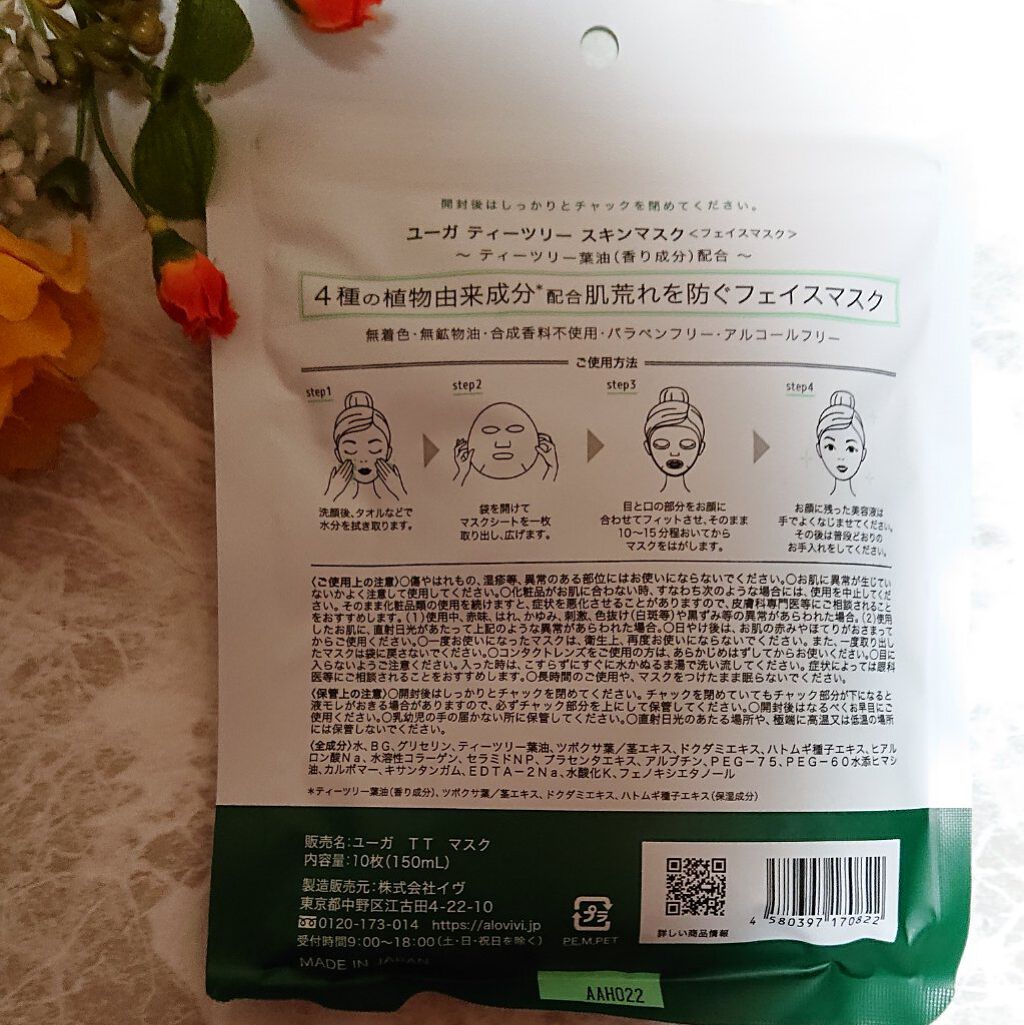 開封後はしっかりとチャックを閉めてください。
ユーガ ティーツリー スキンマスク<フェイスマスク>
〜 ティーツリー葉油(香り成分)配合 〜
4種の植物由来成分*配合肌荒れを防ぐフェイスマスク
無着色・無鉱物油・合成香料不使用・パラベンフリー・アルコールフリー
ご使用方法
step1
step2
step3
step4
洗顔後、タオルなどで
水分を拭き取ります。
袋を開けて
マスクシートを一枚
取り出し、広げます。
目と口の部分をお顔に
合わせてフィットさせ、そのまま
10〜15分程おいてから
マスクをはがします。
お顔に残った美容液は
手でよくなじませてください。
その後は普段どおりの
お手入れをしてください。
〈ご使用上の注意〉○傷やはれもの、湿疹等、異常のある部位にはお使いにならないでください。○お肌に異常が生じてい
ないかよく注意して使用してください。○化粧品がお肌に合わない時、すなわち次のような場合には、使用を中止してくだ
さい。そのまま化粧品類の使用を続けますと、症状を悪化させることがありますので、皮膚科専門医等にご相談されること
をおすすめします。(1)使用中、赤味、はれ、かゆみ、刺激、色抜け(白斑等)や黒ずみ等の異常があらわれた場合。(2)使用
したお肌に、直射日光があたって上記のような異常があらわれた場合。○日やけ後は、お肌の赤みやほてりがおさまって
からご使用ください。○一度お使いになったマスクは、衛生上、再度お使いにならないでください。また、一度取り出し
たマスクは袋に戻さないでください。○コンタクトレンズをご使用の方は、あらかじめはずしてからお使いください。○目に
入らないようご注意ください。入った時は、こすらずにすぐに水かぬるま湯で洗い流してください。症状によっては眼科
医等にご相談されることをおすすめします。○長時間のご使用や、マスクをつけたまま眠らないでください。
〈保管上の注意〉○開封後はしっかりとチャックを閉めてください。チャックを閉めていてもチャック部分が下になると
液モレがおきる場合がありますので、必ずチャック部分を上にして保管してください。○開封後はなるべくお早目にご
使用ください。○乳幼児の手の届かない所に保管してください。○直射日光のあたる場所や、極端に高温又は低温の場所
には保管しないでください。
〈全成分〉水、BG、グリセリン、ティーツリー葉油、ツボクサ葉/茎エキス、ドクダミエキス、ハトムギ種子エキス、ヒアル
ロン酸Na、水溶性コラーゲン、セラミドNP、プラセンタエキス、アルブチン、PEG-75、PEG-60水添ヒマシ
油、カルボマー、キサンタンガム、EDTA-2Na、水酸化K、フェノキシエタノール
*ティーツリー葉油(香り成分)、ツボクサ葉/茎エキス、ドクダミエキス、ハトムギ種子エキス(保湿成分)
販売名:ユーガ TT マスク
内容量:10枚(150mL)
製造販売元:株式会社イヴ
東京都中野区江古田4-22-10
0120-173-014 https://alovivi.jp
受付時間9:00〜18:00(土・日・祝日を除く)
MADE IN JAPAN
プラ
PE.M.PET
詳しい商品情報
4 580397 170822
AAH022